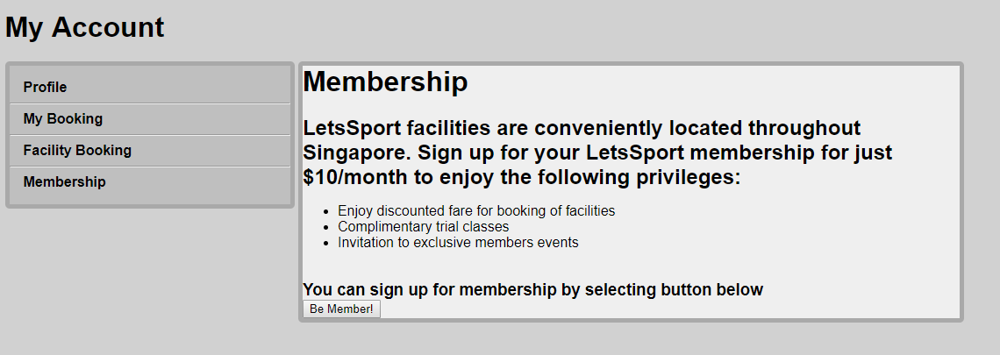 My Account
Profile
My Booking
Facility Booking
Membership
Membership
LetsSport facilities are conveniently located throughout
Singapore. Sign up for your LetsSport membership for just
$10/month to enjoy the following privileges:
• Enjoy discounted fare for booking of facilities
• Complimentary trial classes
• Invitation to exclusive members events
You can sign up for membership by selecting button below
Be Member!